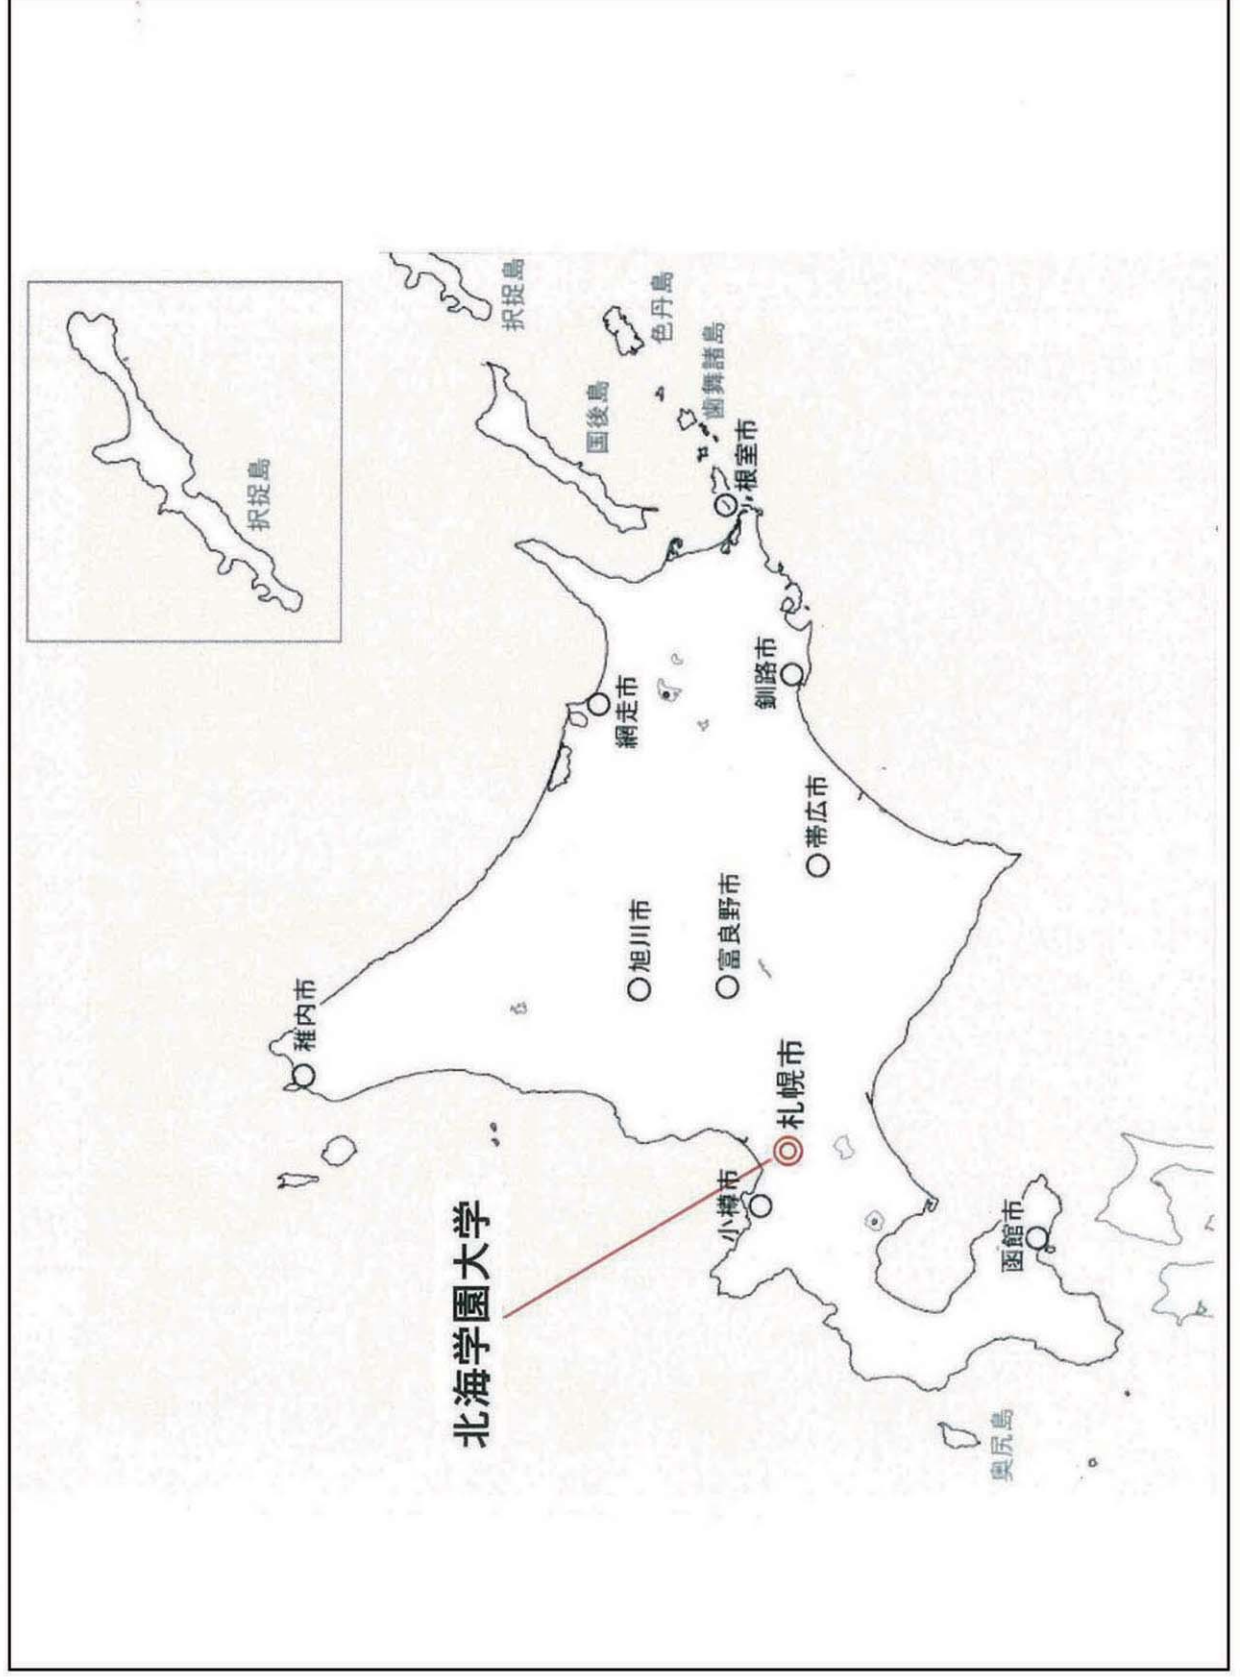 択捉島
稚内市
北海学園大学
択捉島
国後島
網走市
旭川市
色丹島
歯舞諸島
小樽市
富良野市
根室市
釧路市
札幌市
帯広市
奥尻島
函館市